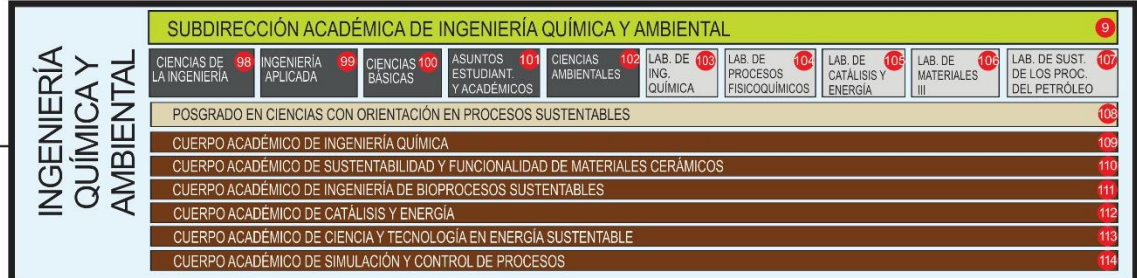 INGENIERÍA
QUÍMICA Y
AMBIENTAL
SUBDIRECCIÓN ACADÉMICA DE INGENIERÍA QUÍMICA Y AMBIENTAL 9
CIENCIAS DE 98
LA INGENIERÍA
INGENIERÍA 99
APLICADA
CIENCIAS 100
BÁSICAS
ASUNTOS 101
ESTUDIANT.
Y ACADÉMICOS
CIENCIAS 102
AMBIENTALES
LAB. DE 103
ING.
QUÍMICA
LAB. DE 104
PROCESOS
FISICOQUÍMICOS
LAB. DE 105
CATÀLISIS Y
ENERGÍA
LAB. DE 106
MATERIALES
III
LAB. DE SUST. 107
DE LOS PROC.
DEL PETRÓLEO
POSGRADO EN CIENCIAS CON ORIENTACIÓN EN PROCESOS SUSTENTABLES 108
CUERPO ACADÉMICO DE INGENIERÍA QUÍMICA 109
CUERPO ACADÉMICO DE SUSTENTABILIDAD Y FUNCIONALIDAD DE MATERIALES CERÁMICOS 110
CUERPO ACADÉMICO DE INGENIERÍA DE BIOPROCESOS SUSTENTABLES 111
CUERPO ACADÉMICO DE CATÁLISIS Y ENERGÍA 112
CUERPO ACADÉMICO DE CIENCIA Y TECNOLOGÍA EN ENERGÍA SUSTENTABLE 113
CUERPO ACADÉMICO DE SIMULACIÓN Y CONTROL DE PROCESOS 114